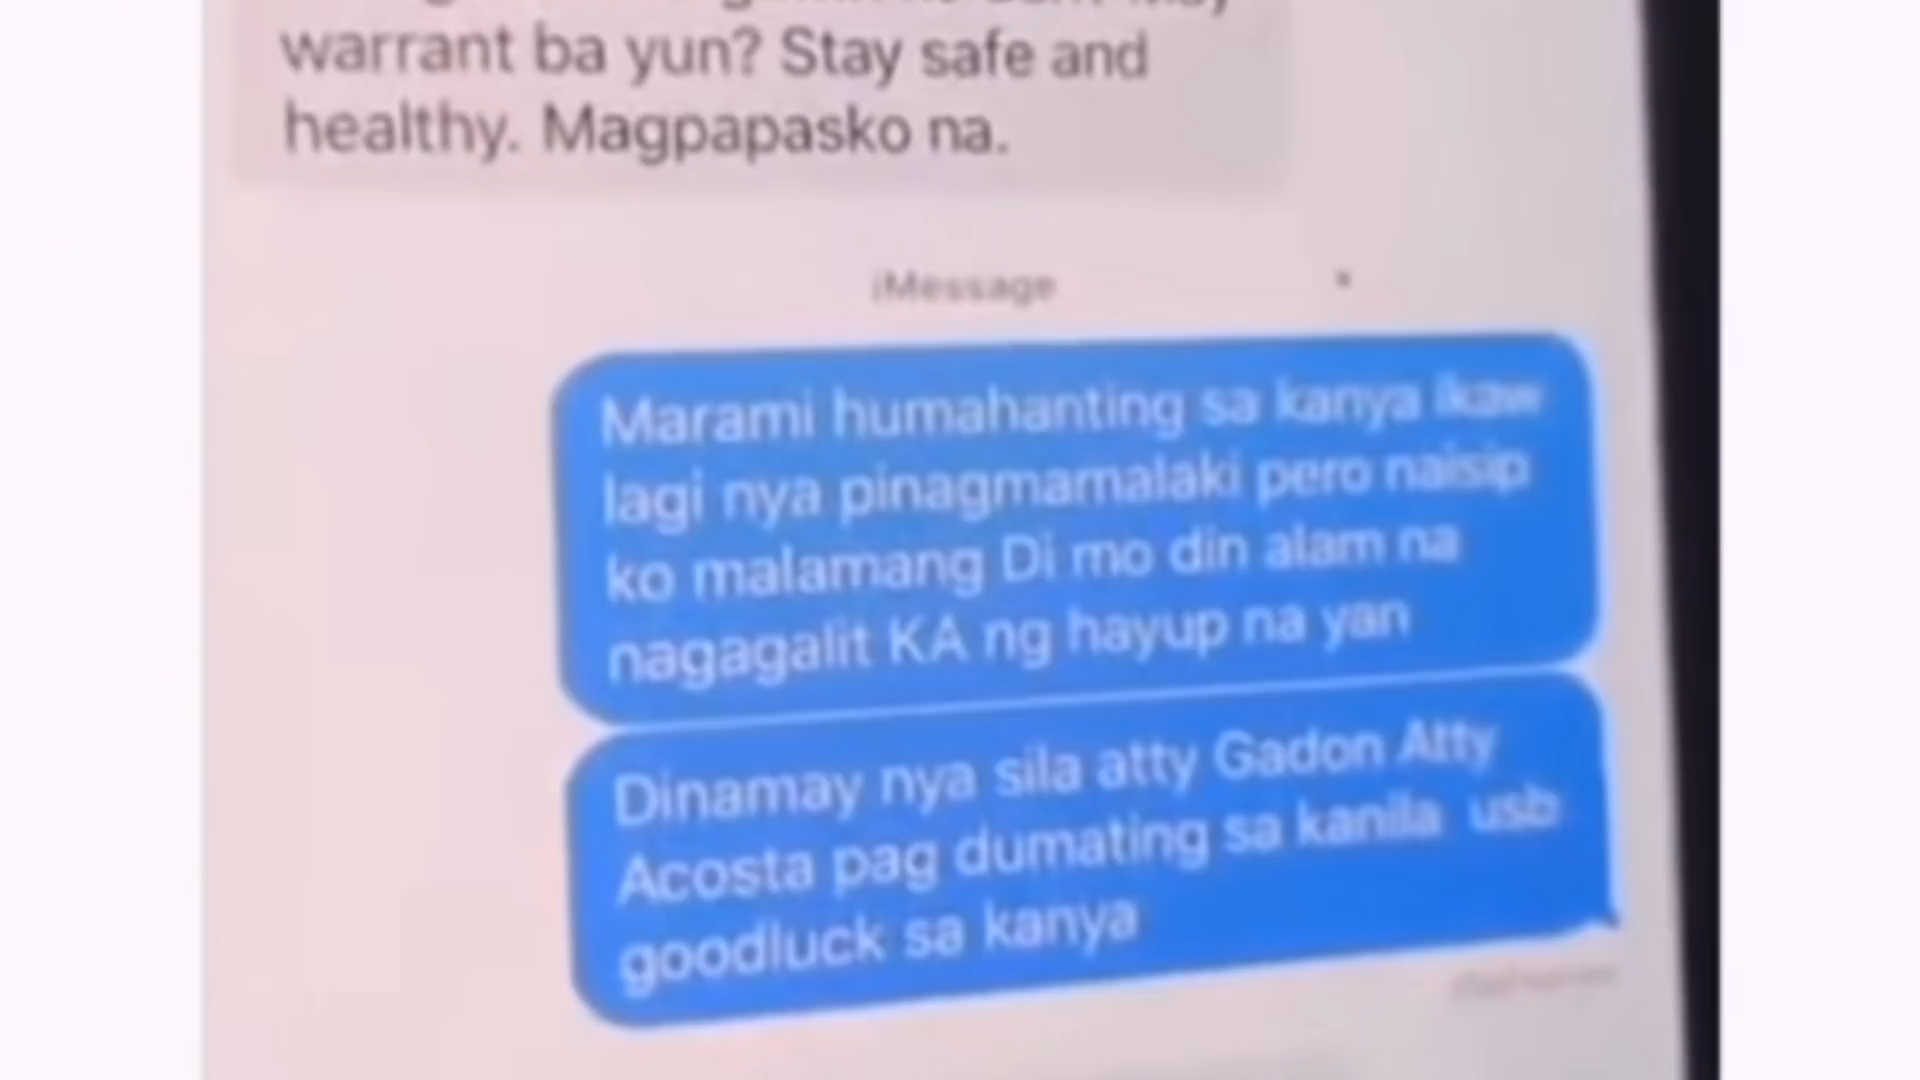 warrant ba yun? Stay safe and
healthy. Magpapasko na.
iMessage
Marami humahanting sa kanya ikaw
lagi nya pinagmamalaki pero naisip
ko malamang Di mo din alam na
nagagalit KA ng hayup na yan
Dinamay nya sila atty Gadon Atty
Acosta pag dumating sa kanila usb
goodluck sa kanya